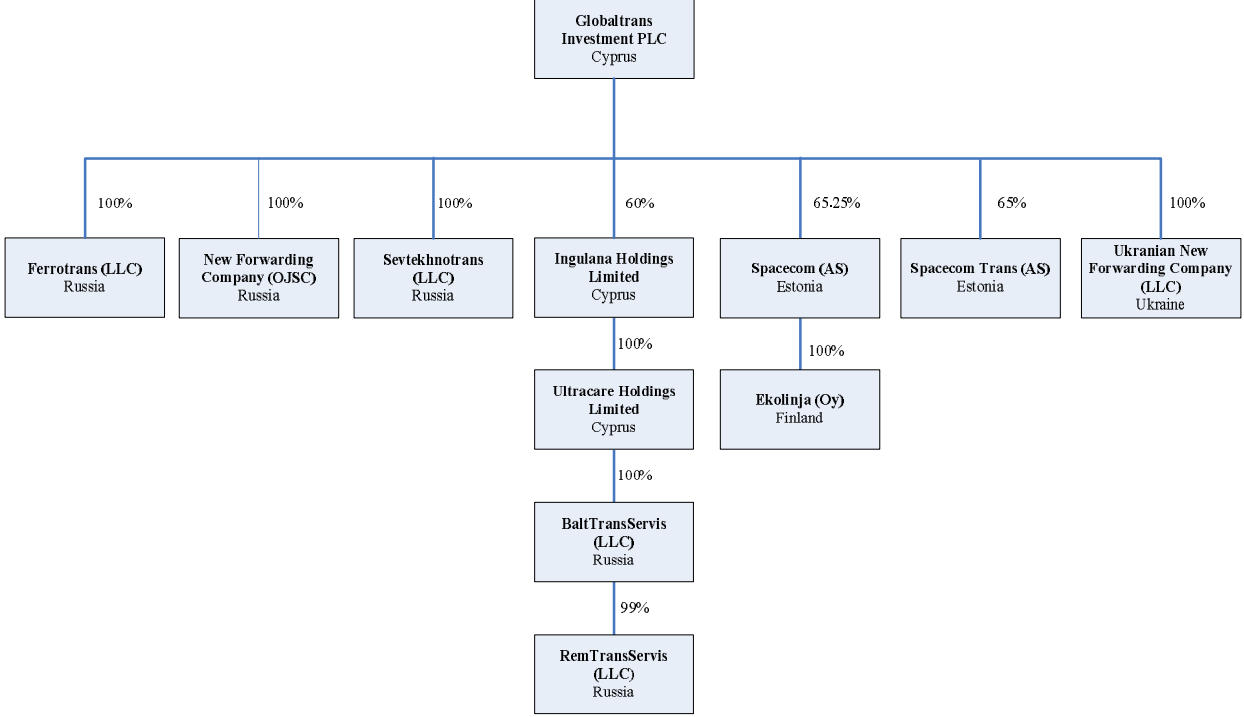 Globaltrans
Investment PLC
Cyprus
100%
100%
100%
60%
65.25%
65%
100%
Ferrotrans (LLC)
Russia
New Forwarding
Company (OJSC)
Russia
Sevtekhnotrans
(LLC)
Russia
Ingulana Holdings
Limited
Cyprus
Spacecom (AS)
Estonia
Spacecom Trans (AS)
Estonia
Ukranian New
Forwarding Company
(LLC)
Ukraine
100%
100%
Ultracare Holdings
Limited
Cyprus
Ekolinja (Oy)
Finland
100%
BaltTransServis
(LLC)
Russia
99%
RemTransServis
(LLC)
Russia